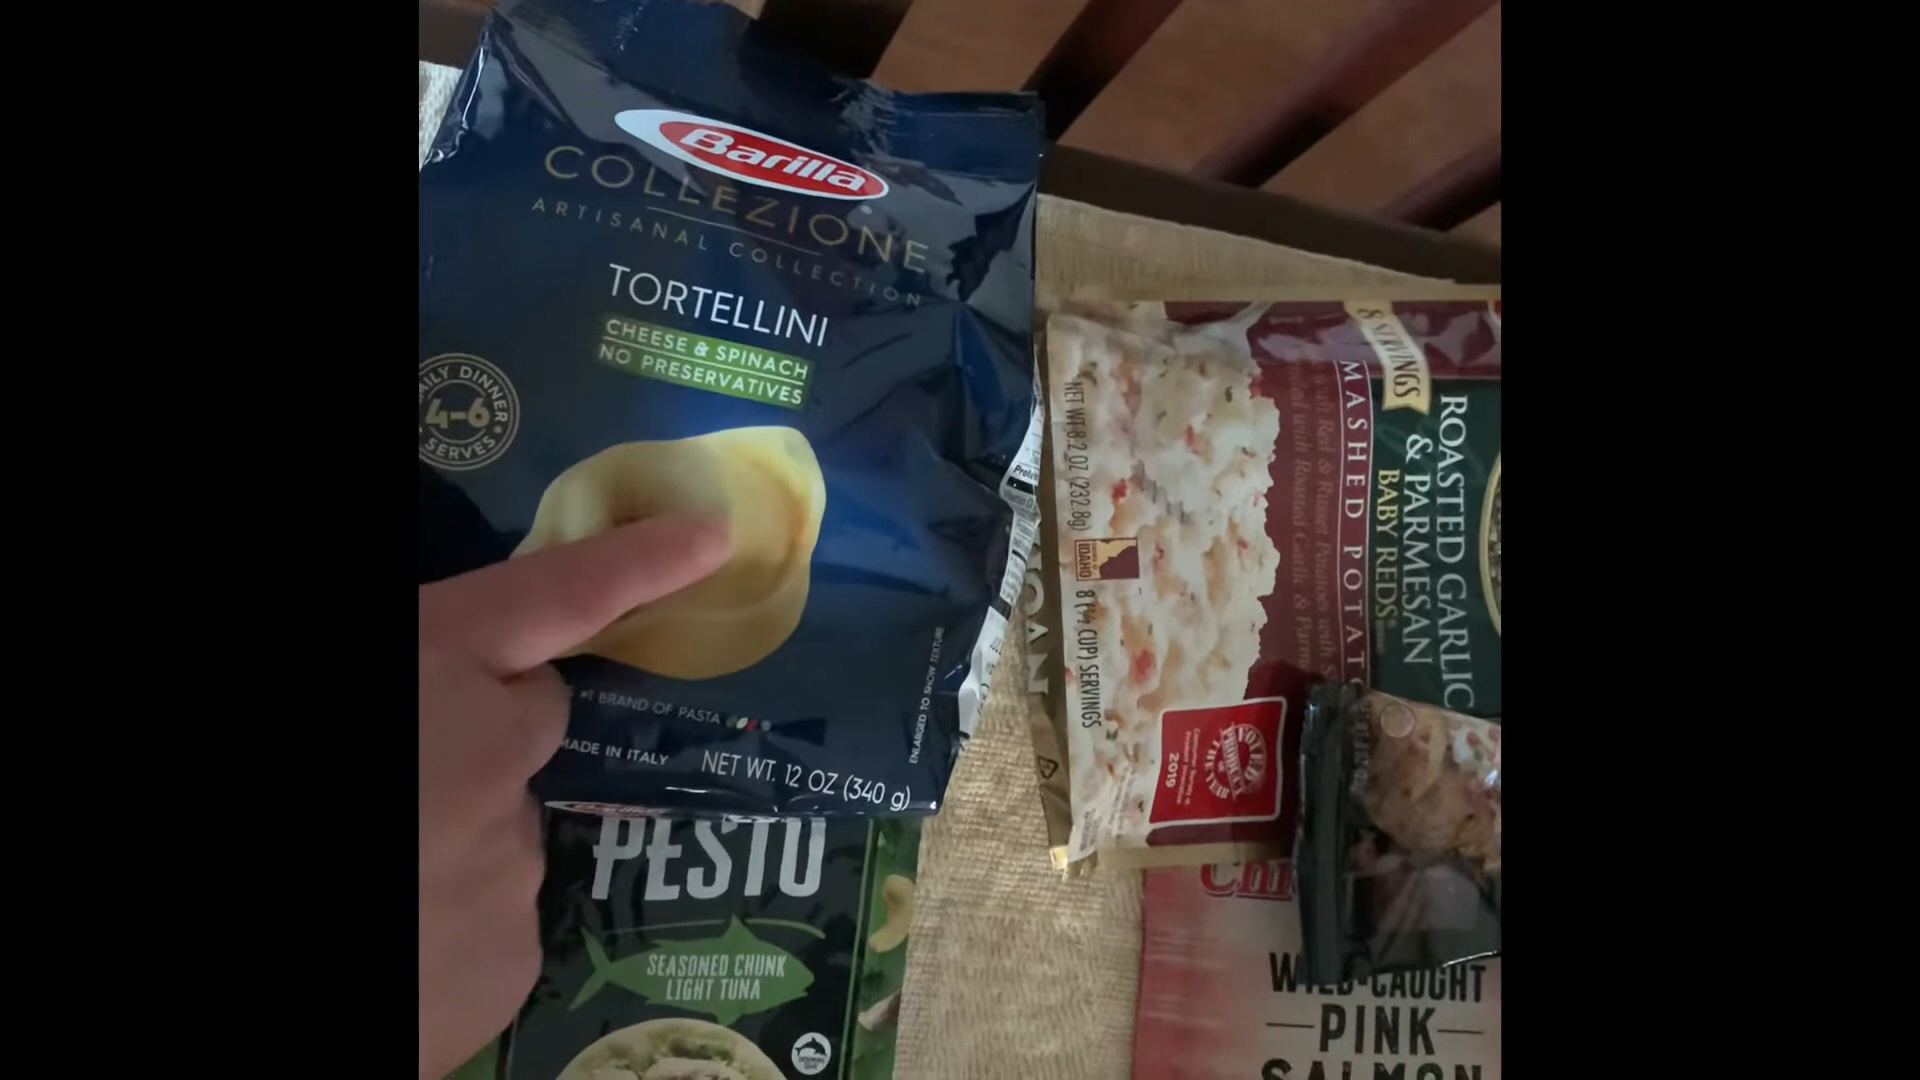 Barilla
COLLEZIONE
ARTISANAL COLLECTION
TORTELLINI
CHEESE & SPINACH
NO PRESERVATIVES
DINNER
4-6
SERVES
#1 BRAND OF PASTA
MADE IN ITALY
NET WT. 12 OZ (340 g)
ENLARGED TO SHOW TEXTURE
PESTO
SEASONED CHUNK
LIGHT TUNA
8 SERVINGS
ROASTED GARLIC
& PARMESAN
BABY REDS®
MASHED
NET WT 8.2 OZ (232.8g)
IDAHO
8 (½ CUP) SERVINGS
2019
WILD-CAUGHT
PINK
SALMON